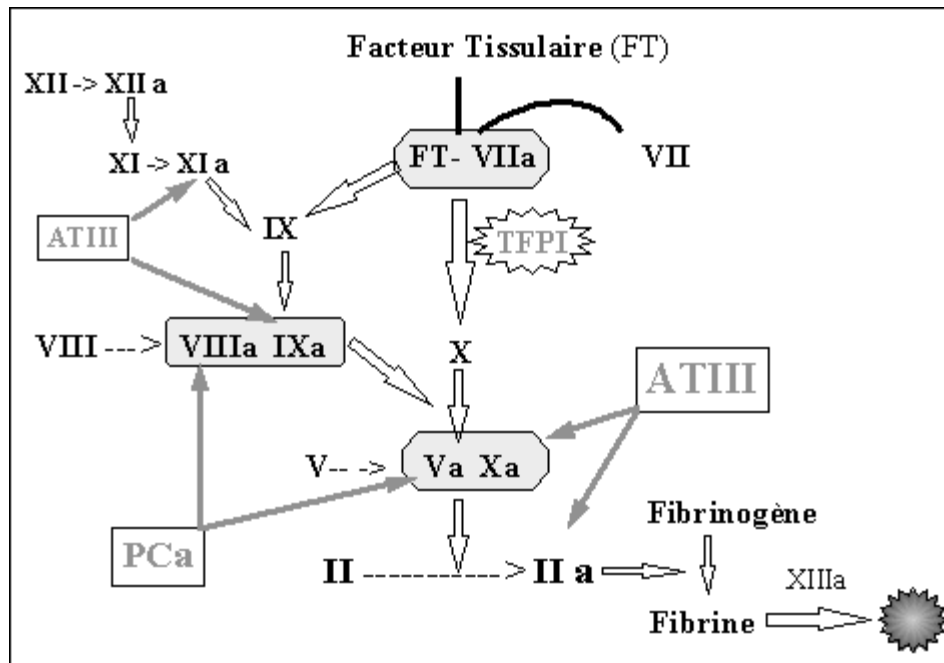 Facteur Tissulaire (FT)
XII -> XII a
XI -> XI a
FT- VIIa
VII
ATIII
IX
TFPI
VIII ---->
VIIIa IXa
X
ATIII
V-- ->
Va Xa
PCa
Fibrinogène
II ------------> II a
XIIIa
Fibrine